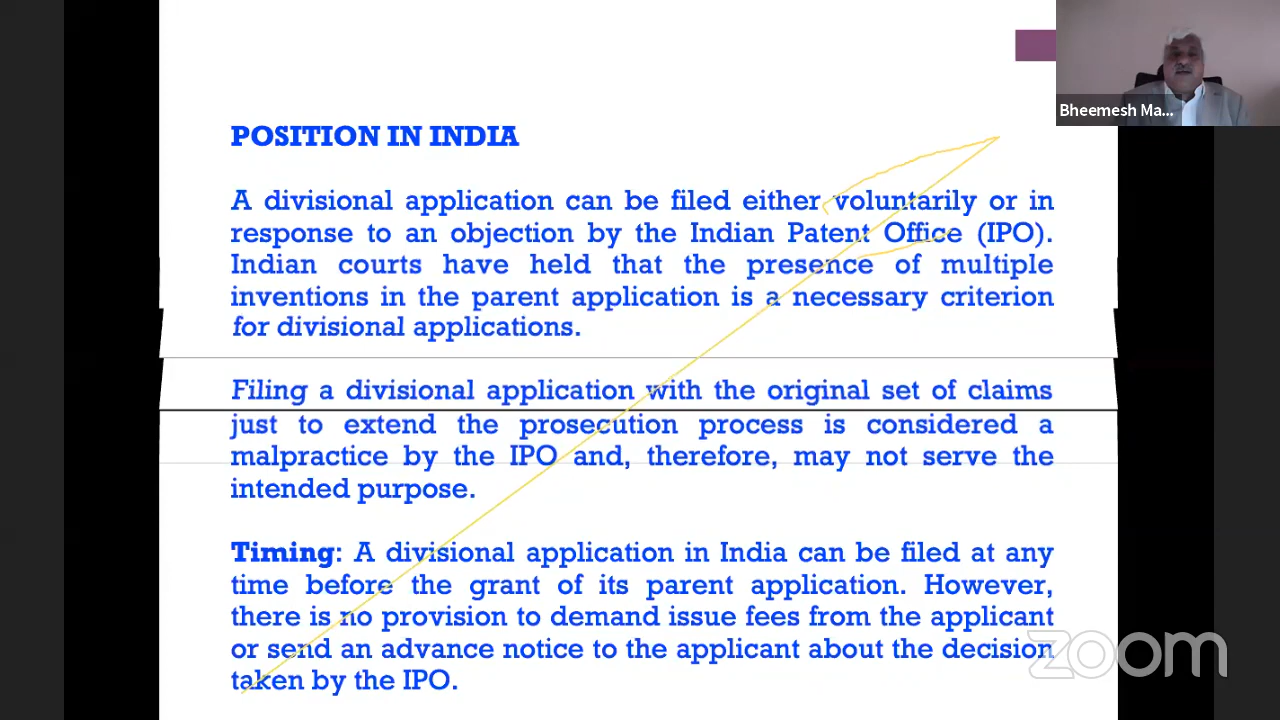 Bheemesh Ma...
POSITION IN INDIA
A divisional application can be filed either voluntarily or in
response to an objection by the Indian Patent Office (IPO).
Indian courts have held that the presence of multiple
inventions in the parent application is a necessary criterion
for divisional applications.
Filing a divisional application with the original set of claims
just to extend the prosecution process is considered a
malpractice by the IPO and, therefore, may not serve the
intended purpose.
Timing: A divisional application in India can be filed at any
time before the grant of its parent application. However,
there is no provision to demand issue fees from the applicant
or send an advance notice to the applicant about the decision
taken by the IPO.
zoom